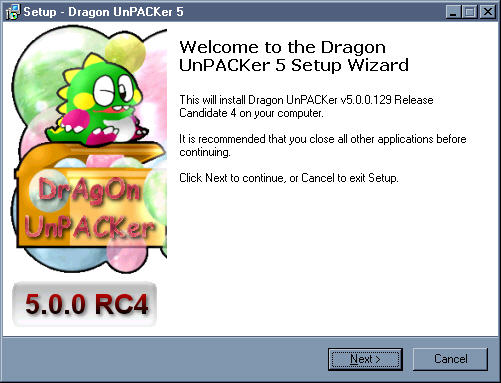 Setup - Dragon UnPACKer 5
Welcome to the Dragon
UnPACKer 5 Setup Wizard
This will install Dragon UnPACKer v5.0.0.129 Release
Candidate 4 on your computer.
It is recommended that you close all other applications before
continuing.
Click Next to continue, or Cancel to exit Setup.
DrAgOn
UnPACKer
5.0.0 RC4
Next >
Cancel